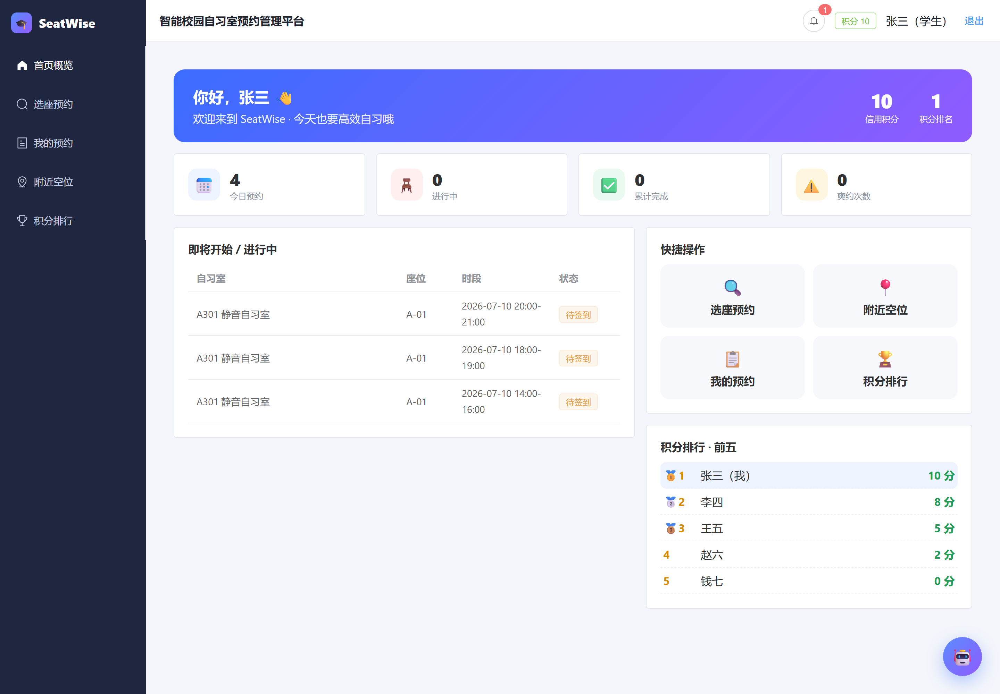 SeatWise
首页概览
选座预约
我的预约
附近空位
积分排行
智能校园自习室预约管理平台
1
积分 10
张三（学生）
退出
你好，张三 👋
欢迎来到 SeatWise · 今天也要高效自习哦
10
信用积分
1
积分排名
4
今日预约
0
进行中
0
累计完成
0
爽约次数
即将开始 / 进行中
自习室 座位 时段 状态
A301 静音自习室 A-01 2026-07-10 20:00-
21:00 待签到
A301 静音自习室 A-01 2026-07-10 18:00-
19:00 待签到
A301 静音自习室 A-01 2026-07-10 14:00-
16:00 待签到
快捷操作
选座预约
附近空位
我的预约
积分排行
积分排行 · 前五
🥇 1 张三（我） 10 分
🥈 2 李四 8 分
🥉 3 王五 5 分
4 赵六 2 分
5 钱七 0 分